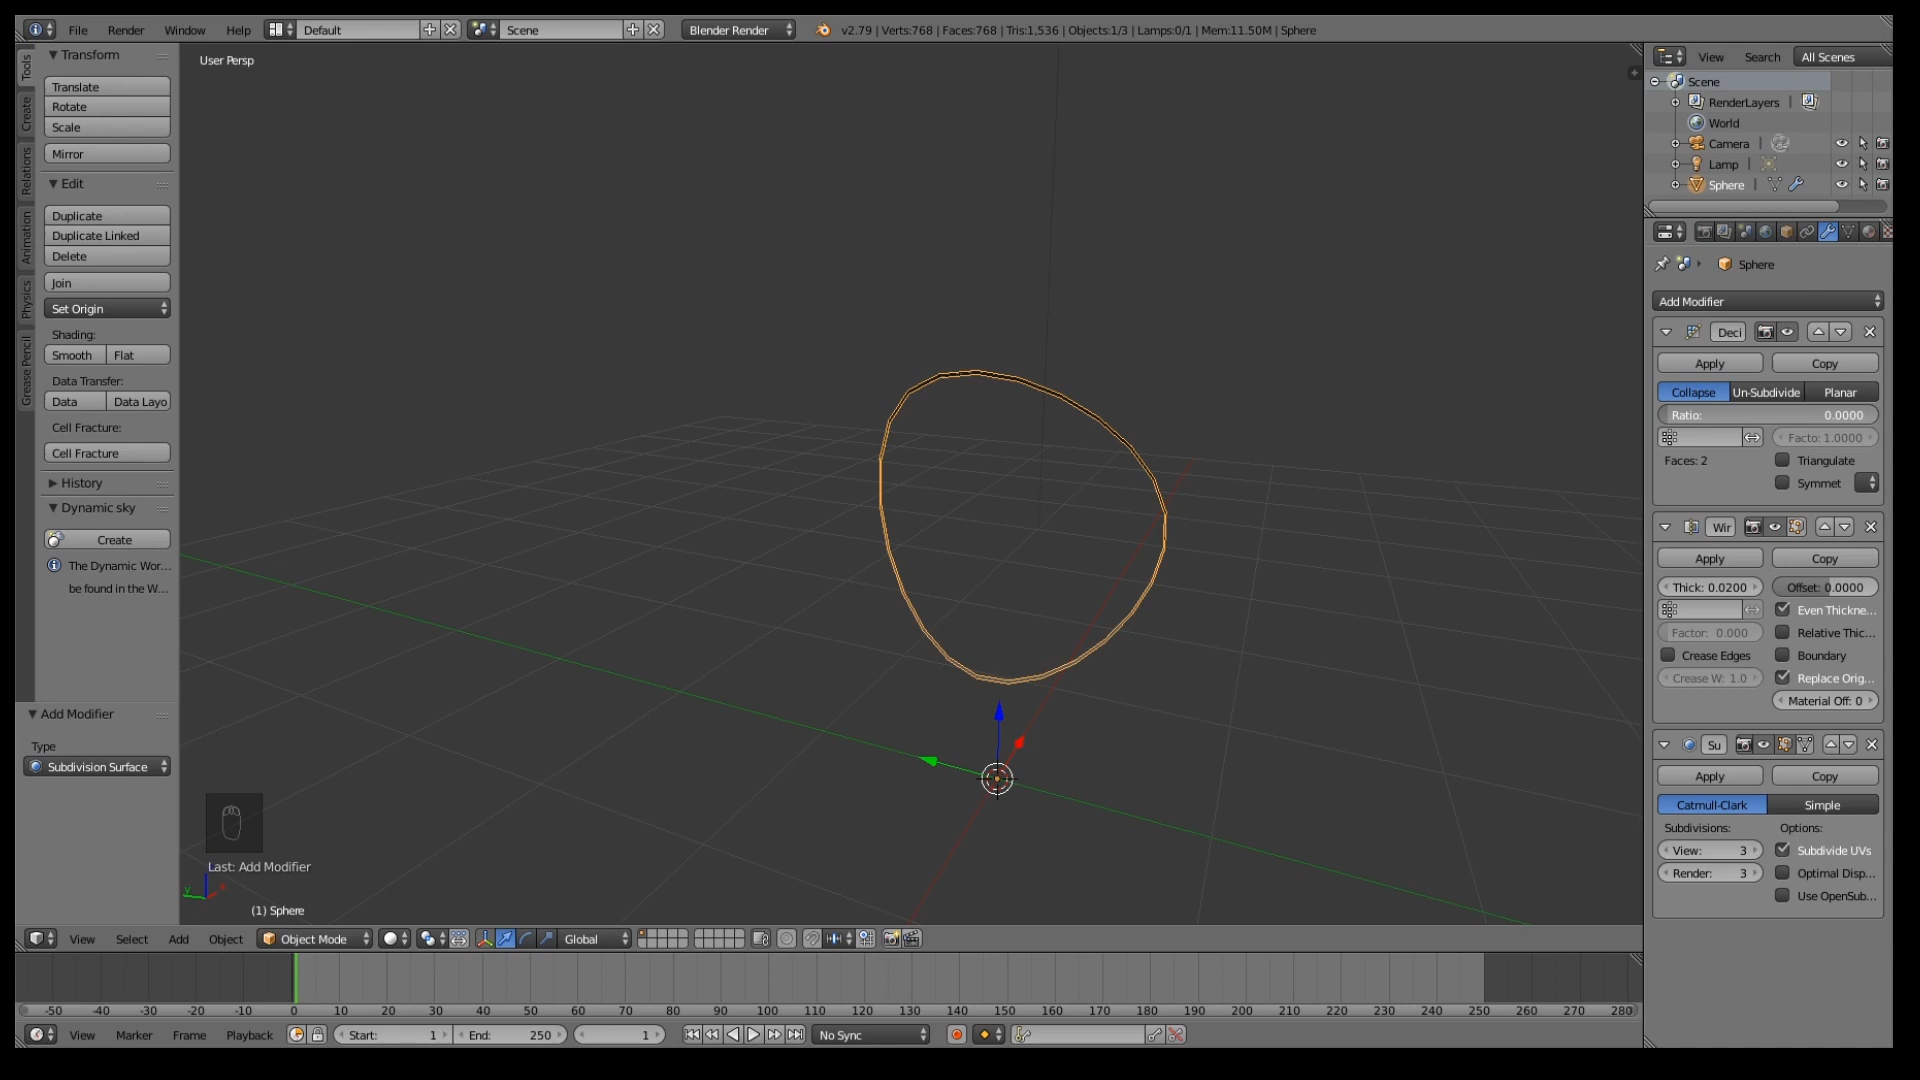 File Render Window Help Default Scene Blender Render v2.79 | Verts:768 | Faces:768 | Tris:1,536 | Objects:1/3 | Lamps:0/1 | Mem:11.50M | Sphere
Tools
Create
Relations
Animation
Physics
Grease Pencil
Transform
Translate
Rotate
Scale
Mirror
Edit
Duplicate
Duplicate Linked
Delete
Join
Set Origin
Shading:
Smooth Flat
Data Transfer:
Data Data Layo
Cell Fracture:
Cell Fracture
History
Dynamic sky
Create
The Dynamic Wor...
be found in the W...
Add Modifier
Type
Subdivision Surface
User Persp
Last: Add Modifier
y
(1) Sphere
View Select Add Object Object Mode Global
-50 -40 -30 -20 -10 0 10 20 30 40 50 60 70 80 90 100 110 120 130 140 150 160 170 180 190 200 210 220 230 240 250 260 270 280
View Marker Frame Playback Start: 1 End: 250 1 No Sync
View Search All Scenes
Scene
RenderLayers
World
Camera
Lamp
Sphere
Sphere
Add Modifier
Deci
Apply Copy
Collapse Un-Subdivide Planar
Ratio: 0.0000
Facto: 1.0000
Faces: 2 Triangulate
Symmet
Wir
Apply Copy
Thick: 0.0200 Offset: 0.0000
Even Thickne...
Factor: 0.000 Relative Thic...
Crease Edges Boundary
Crease W: 1.0 Replace Orig...
Material Off: 0
Su
Apply Copy
Catmull-Clark Simple
Subdivisions: Options:
View: 3 Subdivide UVs
Render: 3 Optimal Disp...
Use OpenSub...